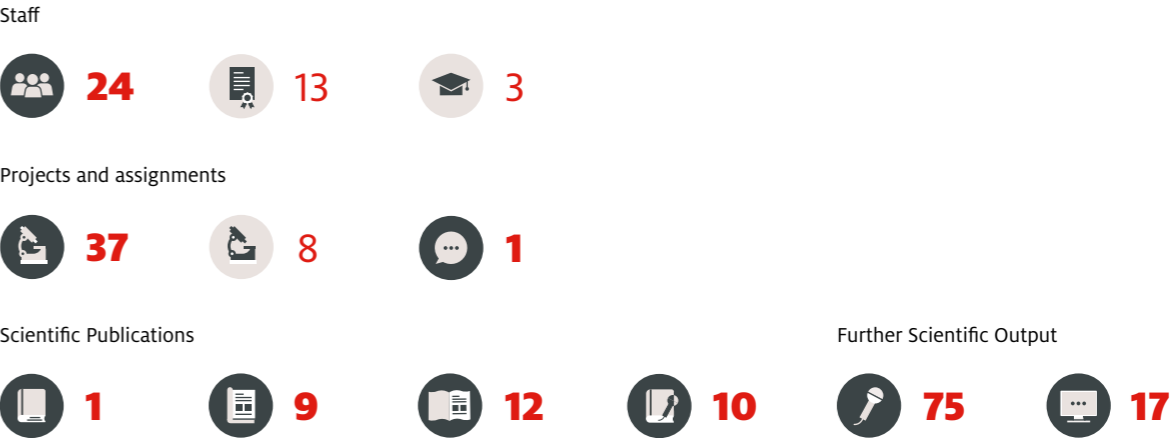 Staff
24 13 3
Projects and assignments
37 8 1
Scientific Publications Further Scientific Output
1 9 12 10 75 17